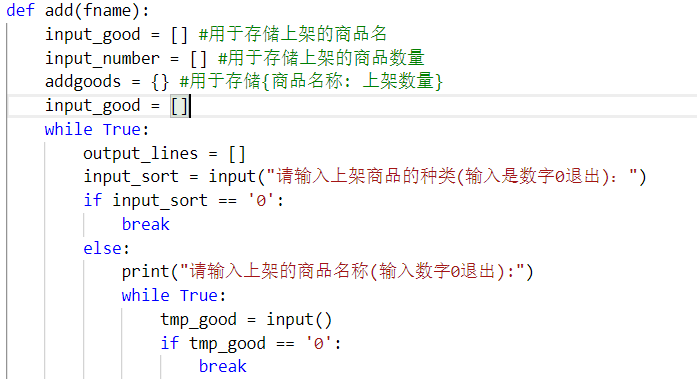 def add(fname):
    input_good = [] #用于存储上架的商品名
    input_number = [] #用于存储上架的商品数量
    addgoods = {} #用于存储{商品名称: 上架数量}
    input_good = []
    while True:
        output_lines = []
        input_sort = input("请输入上架商品的种类(输入是数字0退出)：")
        if input_sort == '0':
            break
        else:
            print("请输入上架的商品名称(输入数字0退出):")
            while True:
                tmp_good = input()
                if tmp_good == '0':
                    break